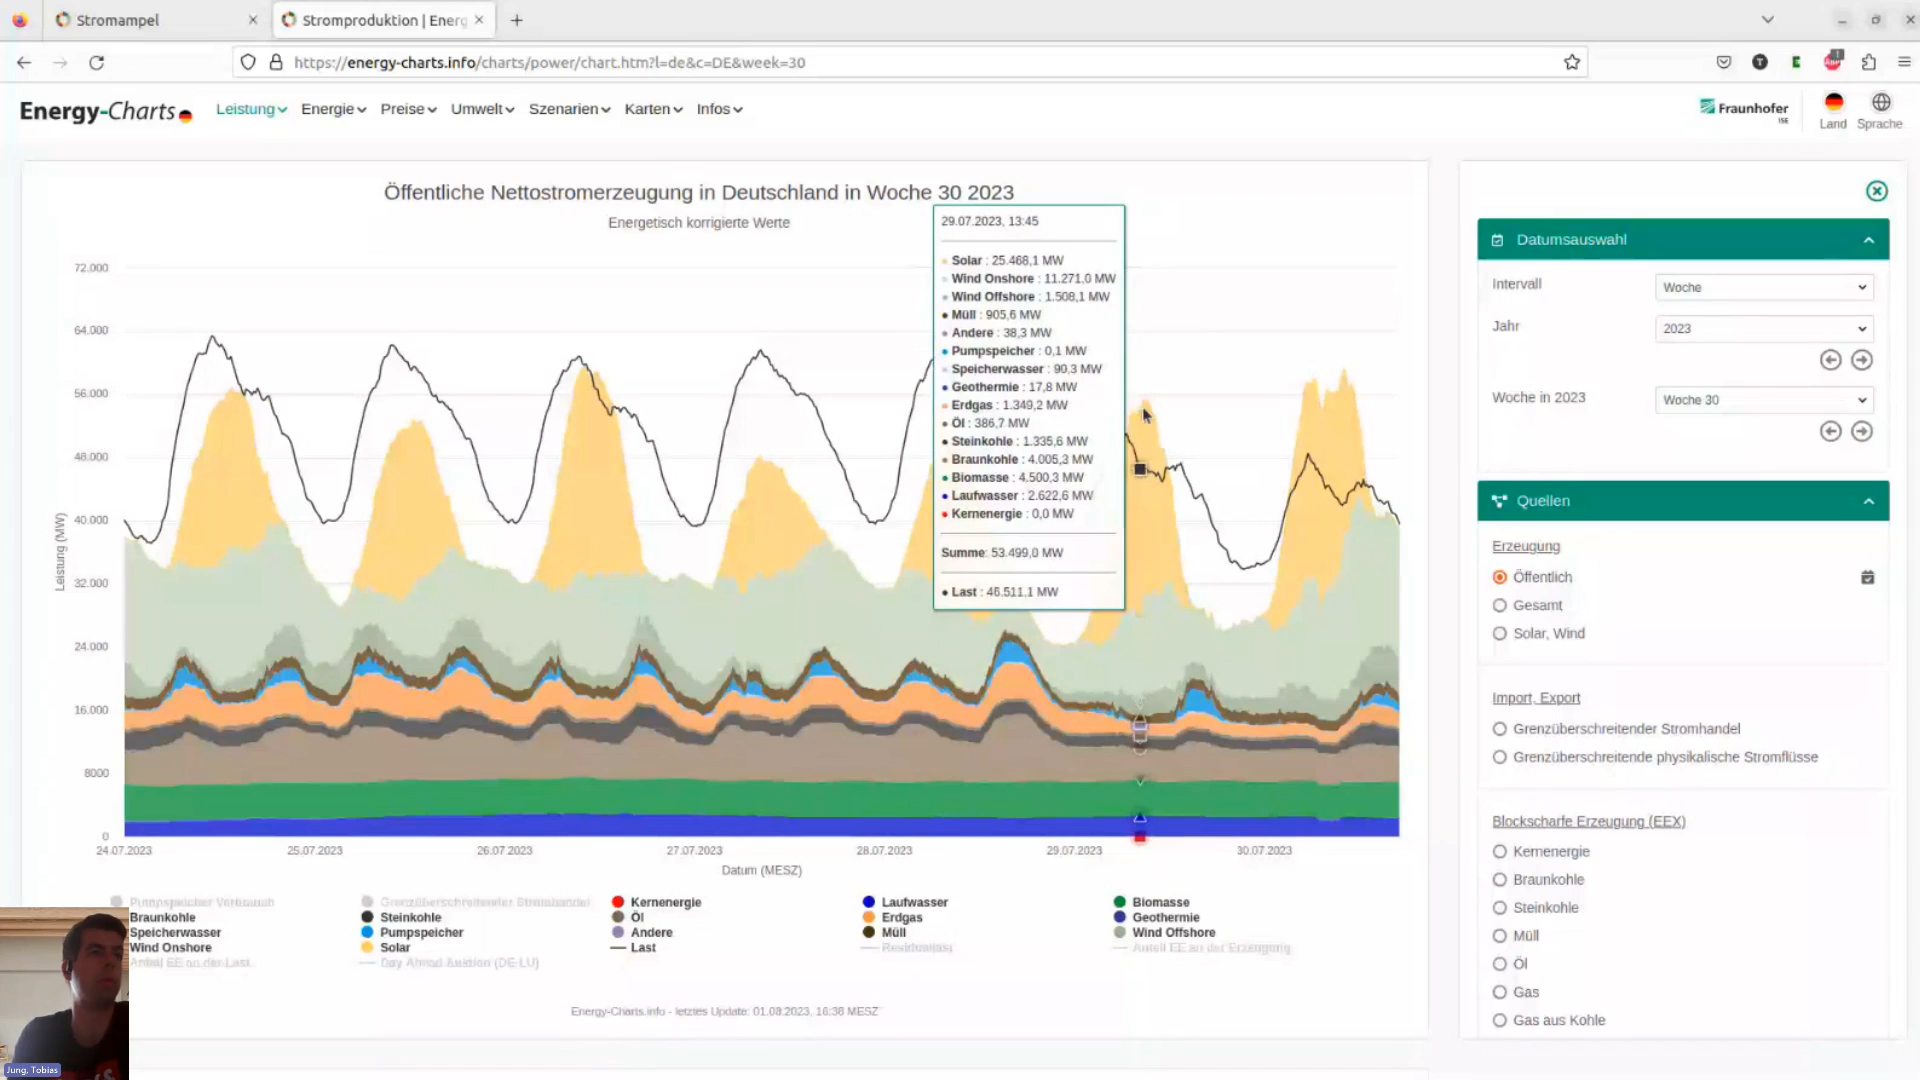 Stromampel
Stromproduktion | Energ
https://energy-charts.info/charts/power/chart.htm?l=de&c=DE&week=30
Energy-Charts
Leistung
Energie
Preise
Umwelt
Szenarien
Karten
Infos
Fraunhofer
ISE
Land
Sprache
Öffentliche Nettostromerzeugung in Deutschland in Woche 30 2023
Energetisch korrigierte Werte
29.07.2023, 13:45
Solar : 25.468,1 MW
Wind Onshore : 11.271,0 MW
Wind Offshore : 1.508,1 MW
Müll : 905,6 MW
Andere : 38,3 MW
Pumpspeicher : 0,1 MW
Speicherwasser : 90,3 MW
Geothermie : 17,8 MW
Erdgas : 1.349,2 MW
Öl : 386,7 MW
Steinkohle : 1.335,6 MW
Braunkohle : 4.005,3 MW
Biomasse : 4.500,3 MW
Laufwasser : 2.622,6 MW
Kernenergie : 0,0 MW
Summe: 53.499,0 MW
Last : 46.511,1 MW
Leistung (MW)
72.000
64.000
56.000
48.000
40.000
32.000
24.000
16.000
8000
0
24.07.2023
25.07.2023
26.07.2023
27.07.2023
28.07.2023
29.07.2023
30.07.2023
Datum (MESZ)
Pumpspeicher Verbrauch
Grenzüberschreitender Stromhandel
Kernenergie
Laufwasser
Biomasse
Braunkohle
Steinkohle
Öl
Erdgas
Geothermie
Speicherwasser
Pumpspeicher
Andere
Müll
Wind Offshore
Wind Onshore
Solar
Last
Residuallast
Anteil EE an der Erzeugung
Anteil EE an der Last
Day Ahead Auktion (DE-LU)
Energy-Charts.info - letztes Update: 01.08.2023, 16:38 MESZ
Datumsauswahl
Intervall
Woche
Jahr
2023
Woche in 2023
Woche 30
Quellen
Erzeugung
Öffentlich
Gesamt
Solar, Wind
Import, Export
Grenzüberschreitender Stromhandel
Grenzüberschreitende physikalische Stromflüsse
Blockscharfe Erzeugung (EEX)
Kernenergie
Braunkohle
Steinkohle
Müll
Öl
Gas
Gas aus Kohle
Jung, Tobias